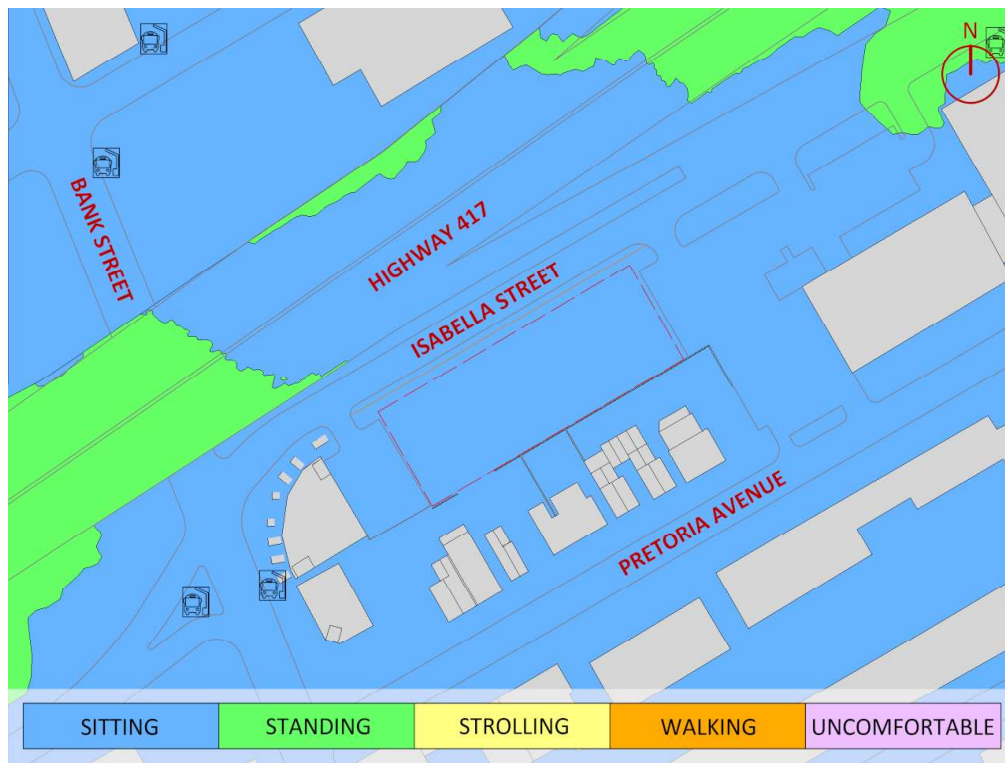 N
BANK STREET
HIGHWAY 417
ISABELLA STREET
PRETORIA AVENUE
SITTING
STANDING
STROLLING
WALKING
UNCOMFORTABLE